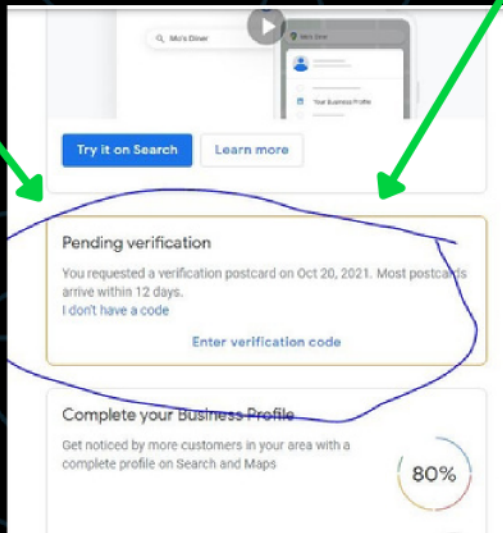 Mo's Diner
Mo's Diner
Your Business Profile
Try it on Search
Learn more
Pending verification
You requested a verification postcard on Oct 20, 2021. Most postcards
arrive within 12 days.
I don't have a code
Enter verification code
Complete your Business Profile
Get noticed by more customers in your area with a
complete profile on Search and Maps
80%